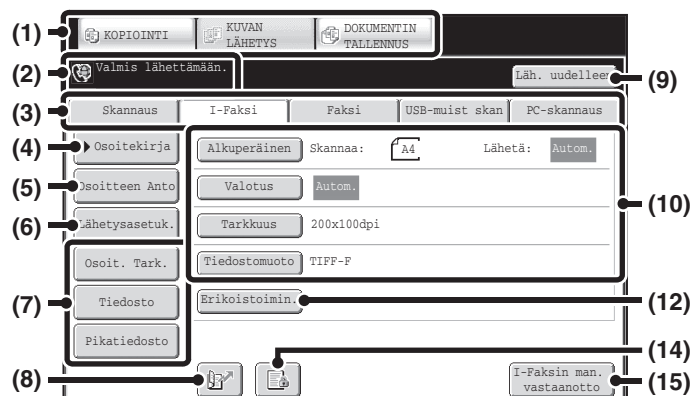 (1) KOPIOINTI KUVAN LÄHETYS DOKUMENTIN TALLENNUS
(2) Valmis lähettämään.
Läh. uudelleen (9)
(3) Skannaus I-Faksi Faksi USB-muist skan PC-skannaus
(4) Osoitekirja Alkuperäinen Skannaa: A4 Lähetä: Autom.
(5) Osoitteen Anto Valotus Autom. (10)
(6) Lähetysasetuk. Tarkkuus 200x100dpi
Osoit. Tark. Tiedostomuoto TIFF-F
(7) Tiedosto Erikoistoimin. (12)
Pikatiedosto
(14)
(8) I-Faksin man. vastaanotto (15)